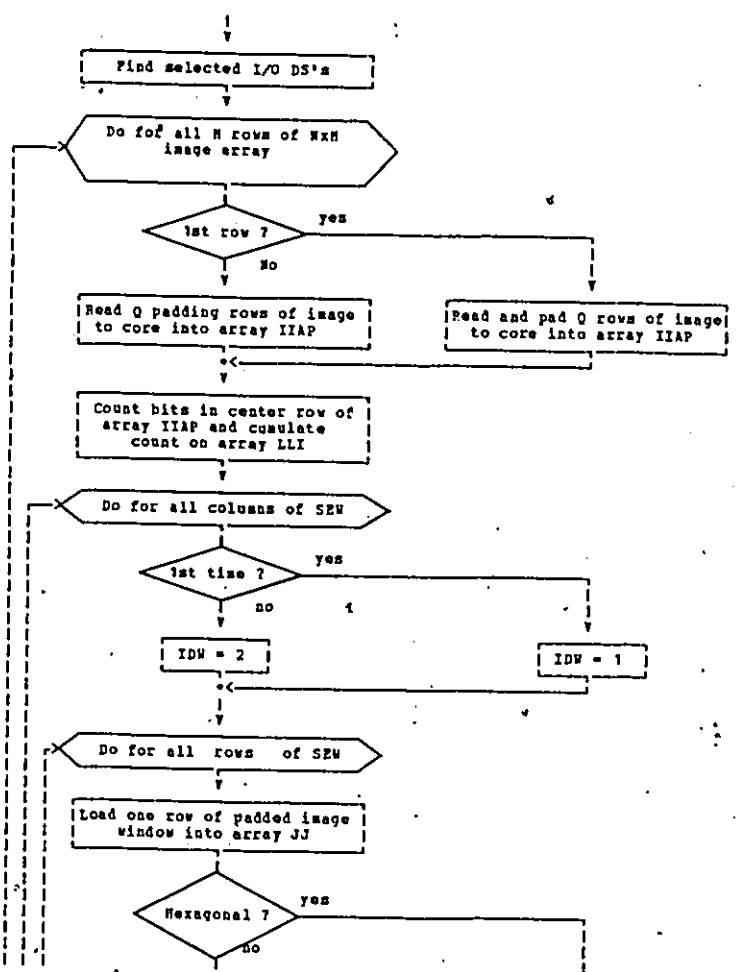 Find selected I/O DS's
Do for all M rows of NxM
image array
1st row ?
yes
No
Read Q padding rows of image
to core into array IIAP
Read and pad Q rows of image
to core into array IIAP
Count bits in center row of
array IIAP and cumulate
count on array LLI
Do for all columns of SEW
1st time ?
yes
no
IDW = 2
IDW = 1
Do for all rows of SEW
Load one row of padded image
window into array JJ
Hexagonal ?
yes
no